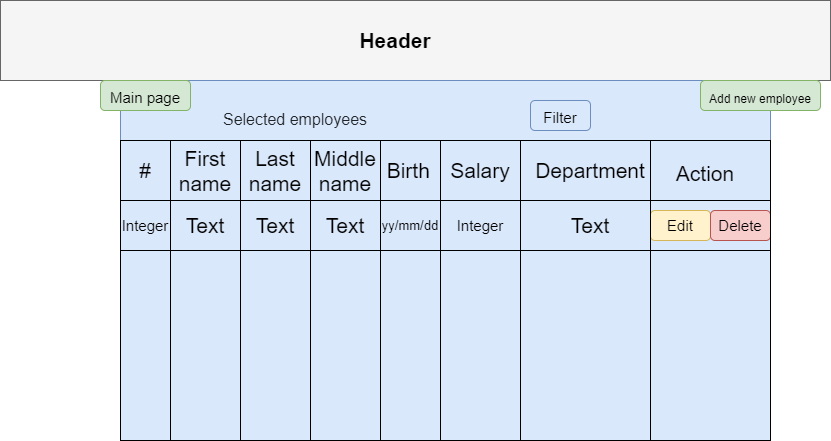 Header
Main page
Add new employee
Selected employees
Filter
#
First
name
Last
name
Middle
name
Birth
Salary
Department
Action
Integer
Text
Text
Text
yy/mm/dd
Integer
Text
Edit
Delete